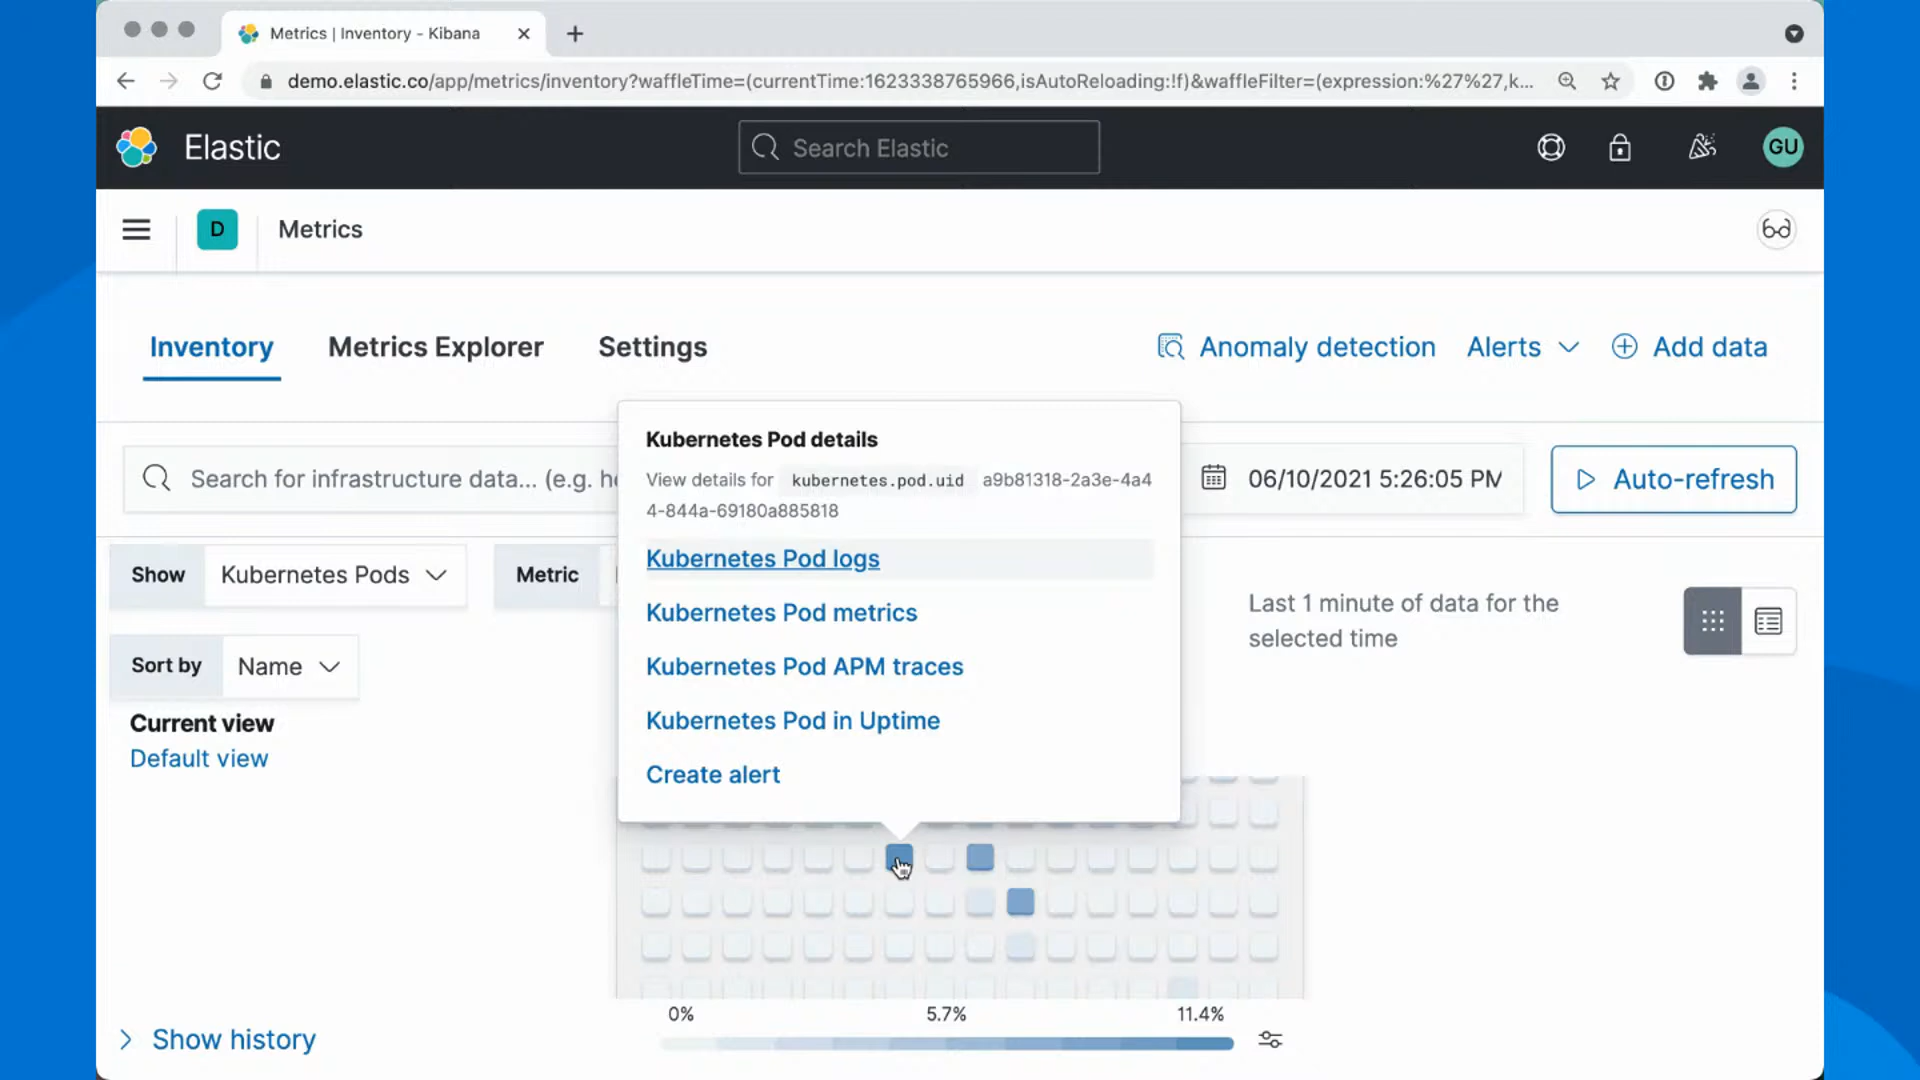 Metrics | Inventory - Kibana
demo.elastic.co/app/metrics/inventory?waffleTime=(currentTime:1623338765966,isAutoReloading:!f)&waffleFilter=(expression:%27%27,k...
Elastic
Search Elastic
GU
D
Metrics
Inventory
Metrics Explorer
Settings
Anomaly detection
Alerts
Add data
Kubernetes Pod details
View details for kubernetes.pod.uid a9b81318-2a3e-4a4
4-844a-69180a885818
Kubernetes Pod logs
Kubernetes Pod metrics
Kubernetes Pod APM traces
Kubernetes Pod in Uptime
Create alert
Search for infrastructure data... (e.g. h
06/10/2021 5:26:05 PM
Auto-refresh
Show
Kubernetes Pods
Metric
Last 1 minute of data for the
selected time
Sort by
Name
Current view
Default view
0%
5.7%
11.4%
Show history